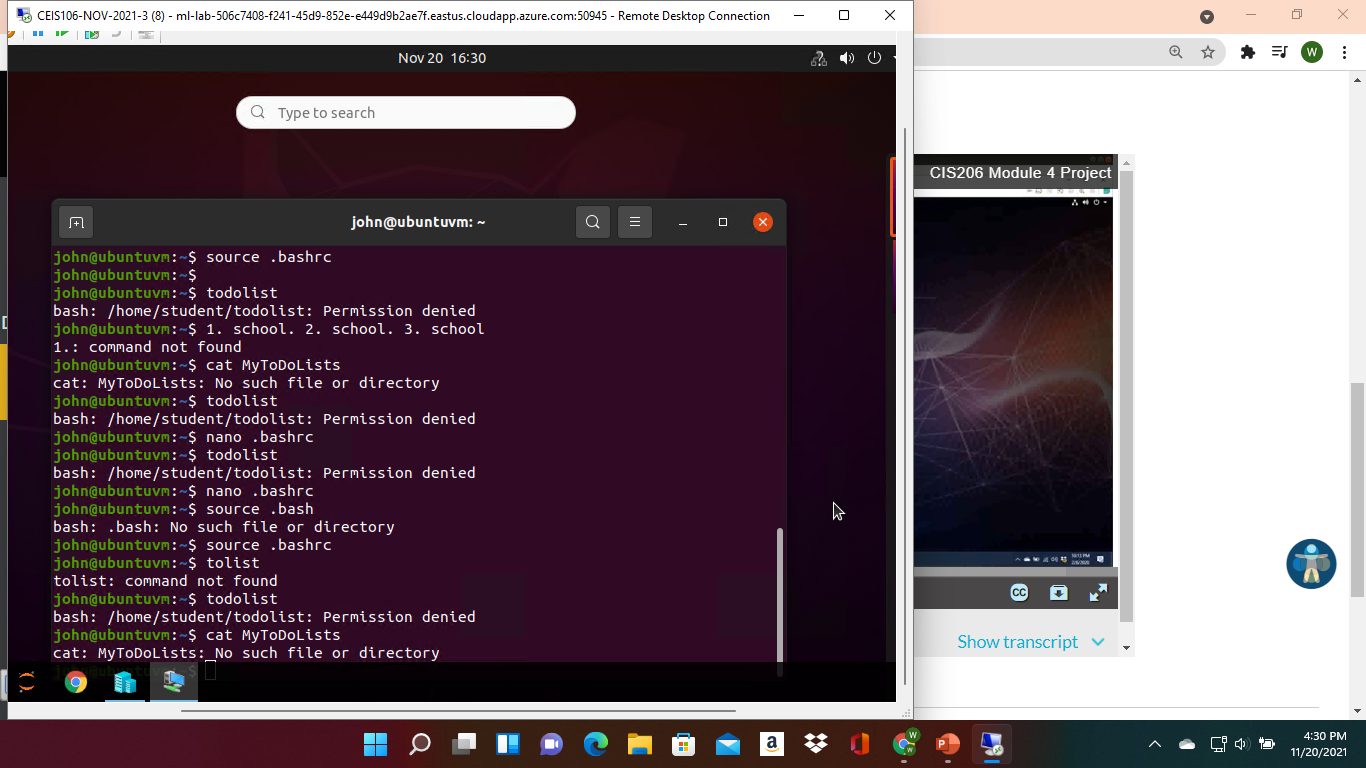 CEIS106-NOV-2021-3 (8) - ml-lab-506c7408-f241-45d9-852e-e449d9b2ae7f.eastus.cloudapp.azure.com:50945 - Remote Desktop Connection
W
Nov 20 16:30
Type to search
CIS206 Module 4 Project
john@ubuntuvm: ~
john@ubuntuvm:~$ source .bashrc
john@ubuntuvm:~$
john@ubuntuvm:~$ todolist
bash: /home/student/todolist: Permission denied
john@ubuntuvm:~$ 1. school. 2. school. 3. school
1.: command not found
john@ubuntuvm:~$ cat MyToDoLists
cat: MyToDoLists: No such file or directory
john@ubuntuvm:~$ todolist
bash: /home/student/todolist: Permission denied
john@ubuntuvm:~$ nano .bashrc
john@ubuntuvm:~$ todolist
bash: /home/student/todolist: Permission denied
john@ubuntuvm:~$ nano .bashrc
john@ubuntuvm:~$ source .bash
bash: .bash: No such file or directory
john@ubuntuvm:~$ source .bashrc
john@ubuntuvm:~$ tolist
tolist: command not found
john@ubuntuvm:~$ todolist
bash: /home/student/todolist: Permission denied
john@ubuntuvm:~$ cat MyToDoLists
cat: MyToDoLists: No such file or directory
john@ubuntuvm:~$
CC
Show transcript
4:30 PM
11/20/2021